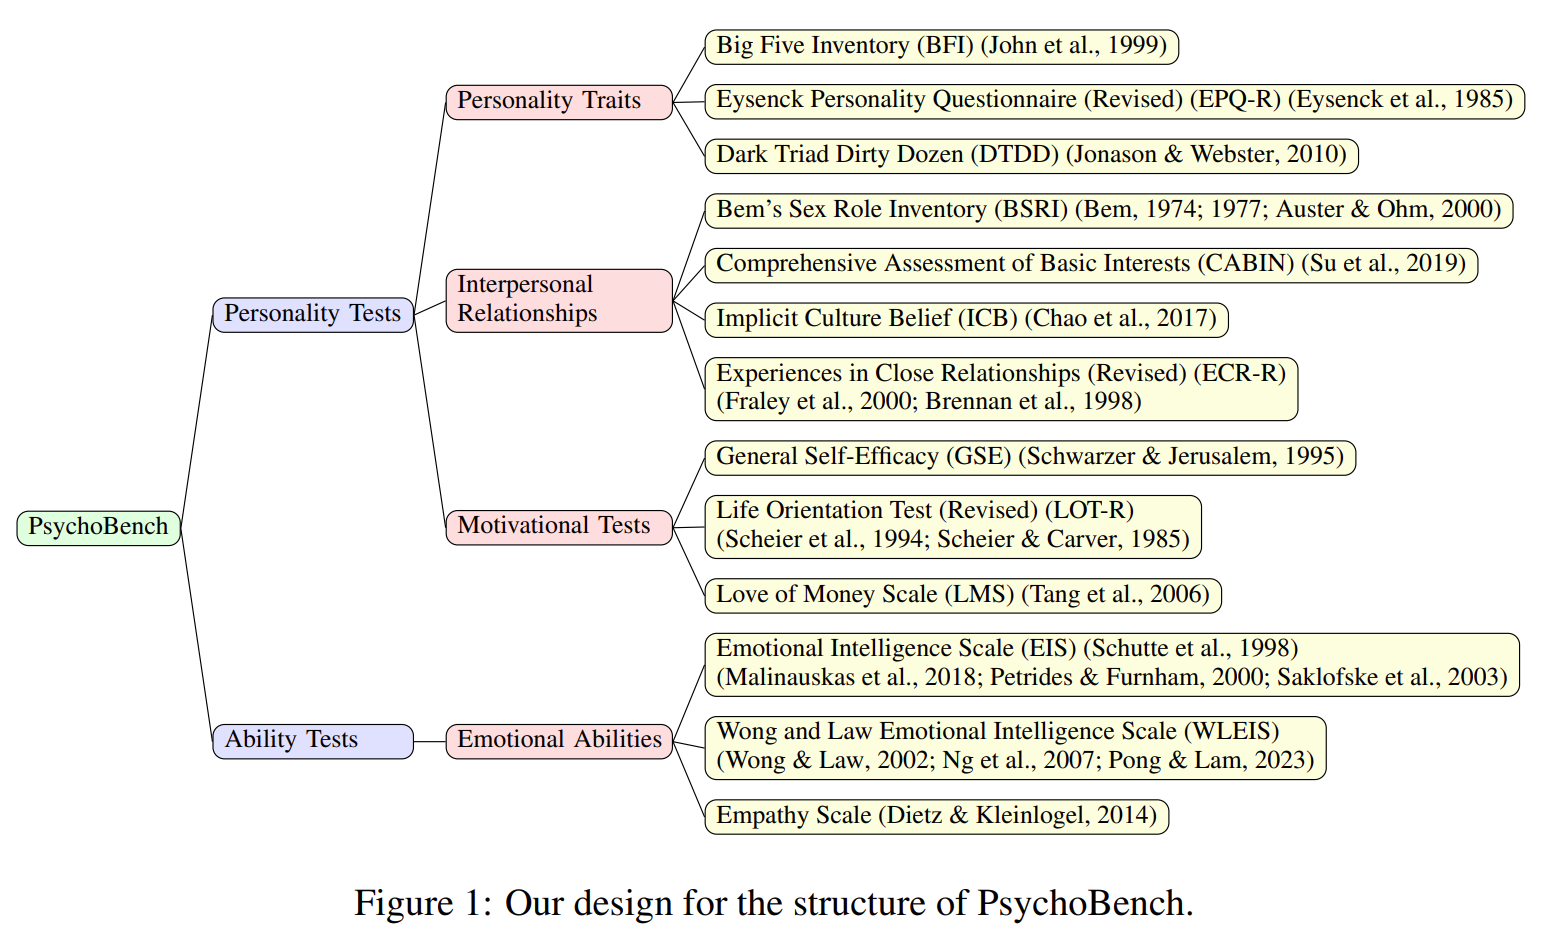 PsychoBench
Personality Tests
Personality Traits
Big Five Inventory (BFI) (John et al., 1999)
Eysenck Personality Questionnaire (Revised) (EPQ-R) (Eysenck et al., 1985)
Dark Triad Dirty Dozen (DTDD) (Jonason & Webster, 2010)
Interpersonal
Relationships
Bem's Sex Role Inventory (BSRI) (Bem, 1974; 1977; Auster & Ohm, 2000)
Comprehensive Assessment of Basic Interests (CABIN) (Su et al., 2019)
Implicit Culture Belief (ICB) (Chao et al., 2017)
Experiences in Close Relationships (Revised) (ECR-R)
(Fraley et al., 2000; Brennan et al., 1998)
Motivational Tests
General Self-Efficacy (GSE) (Schwarzer & Jerusalem, 1995)
Life Orientation Test (Revised) (LOT-R)
(Scheier et al., 1994; Scheier & Carver, 1985)
Love of Money Scale (LMS) (Tang et al., 2006)
Ability Tests
Emotional Abilities
Emotional Intelligence Scale (EIS) (Schutte et al., 1998)
(Malinauskas et al., 2018; Petrides & Furnham, 2000; Saklofske et al., 2003)
Wong and Law Emotional Intelligence Scale (WLEIS)
(Wong & Law, 2002; Ng et al., 2007; Pong & Lam, 2023)
Empathy Scale (Dietz & Kleinlogel, 2014)
Figure 1: Our design for the structure of PsychoBench.